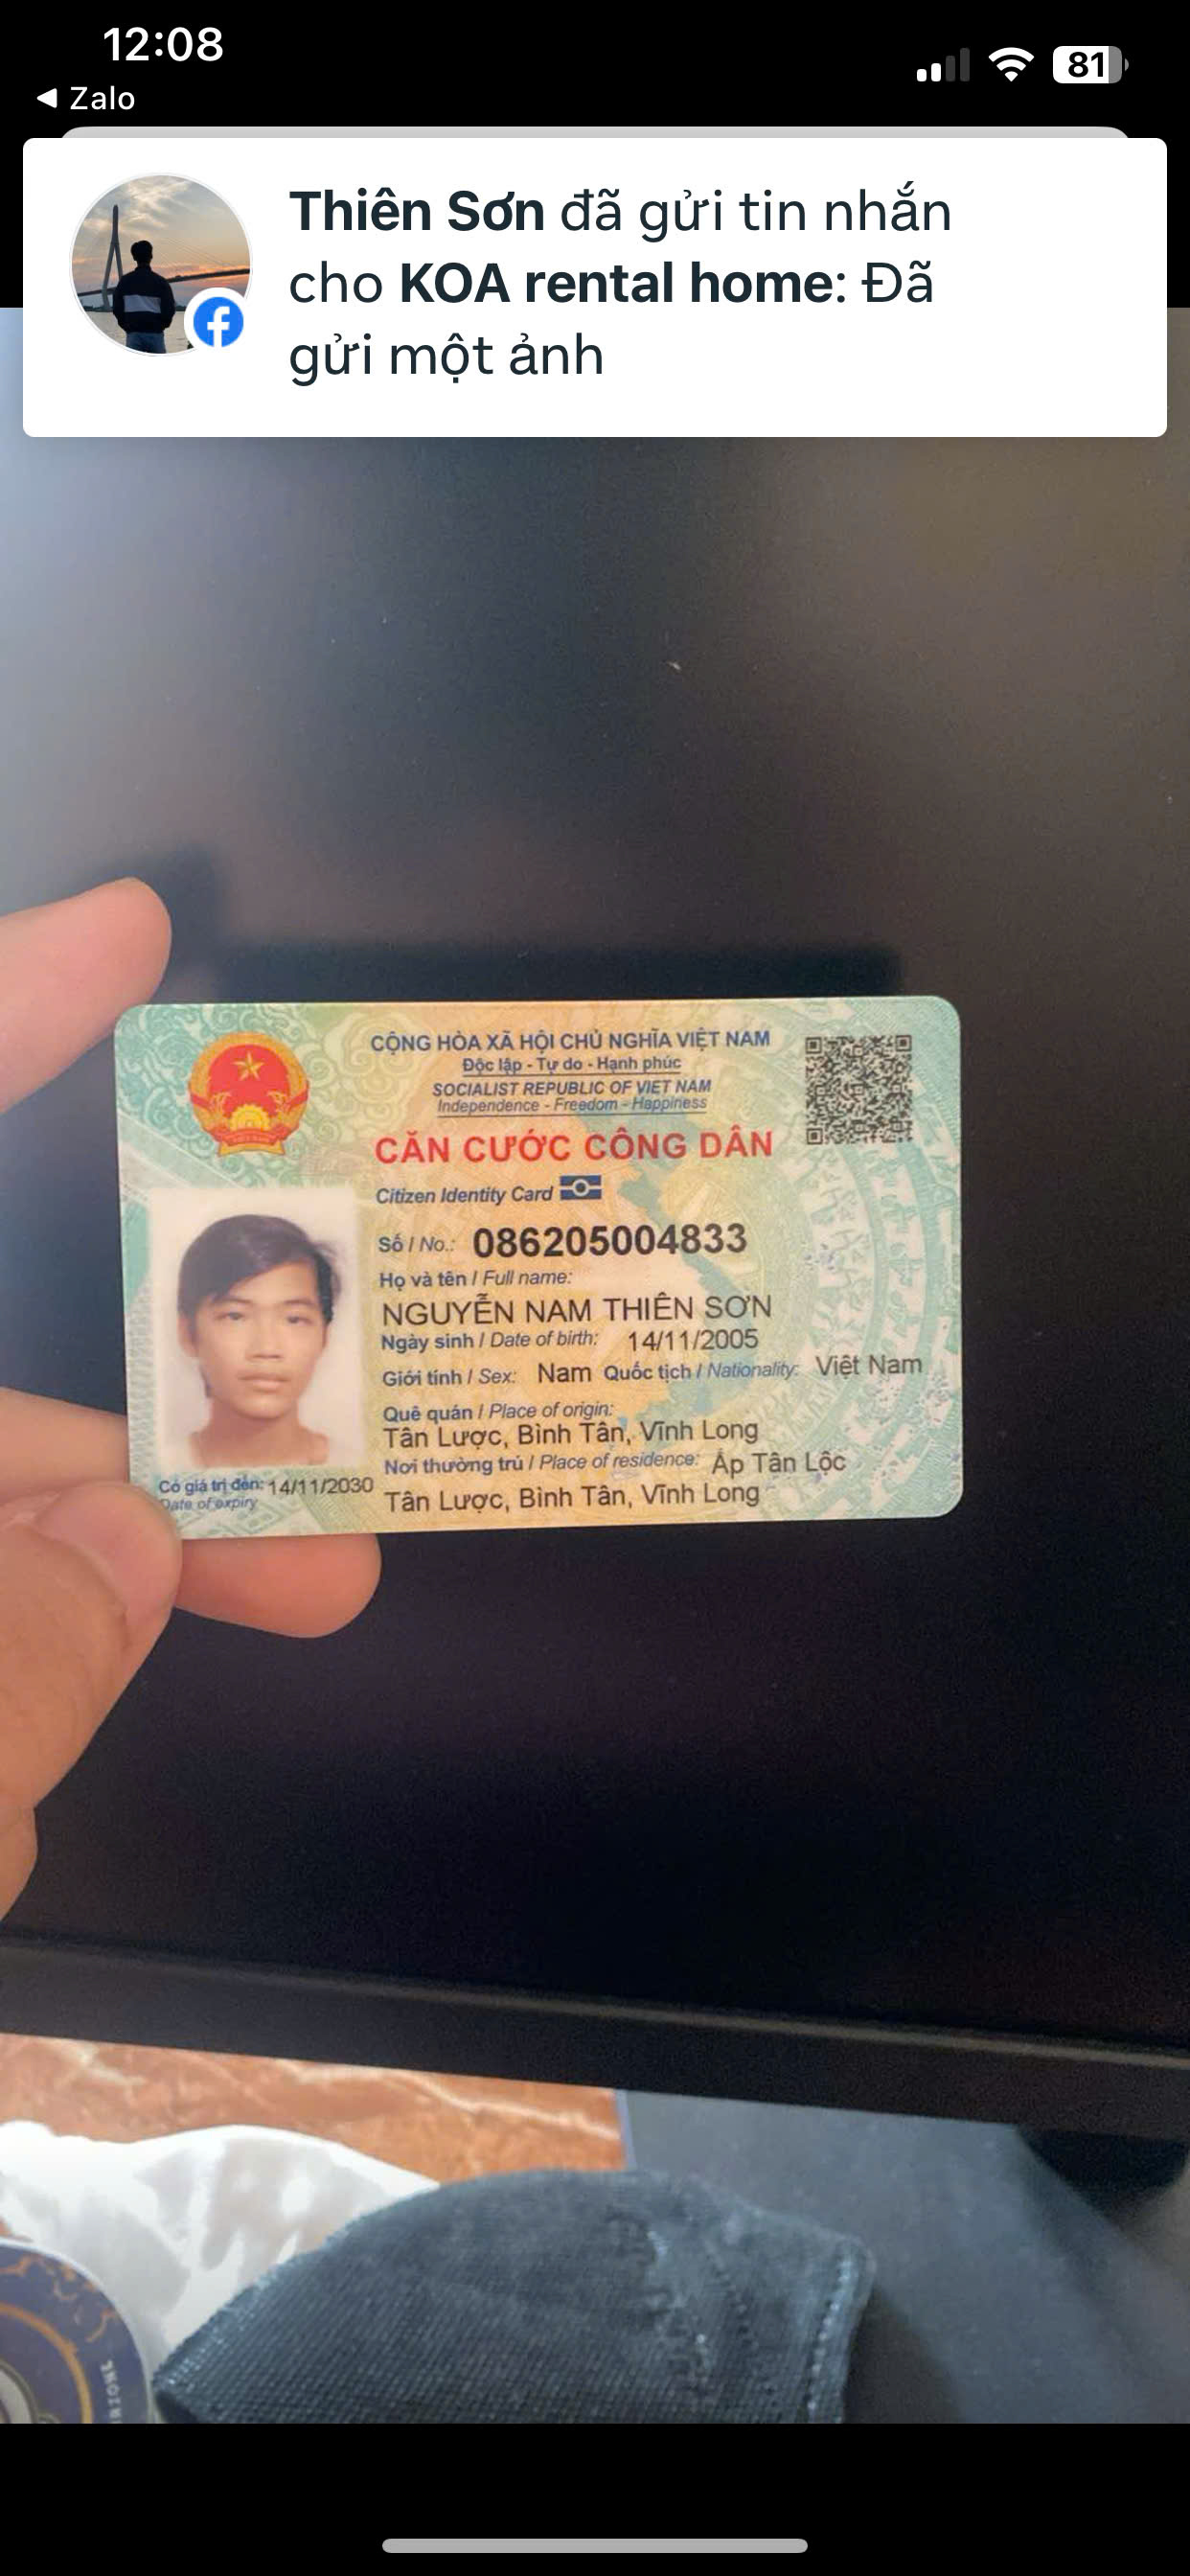 12:08
81
Zalo
Thiên Sơn đã gửi tin nhắn
cho KOA rental home: Đã
gửi một ảnh
CỘNG HÒA XÃ HỘI CHỦ NGHĨA VIỆT NAM
Độc lập - Tự do - Hạnh phúc
SOCIALIST REPUBLIC OF VIET NAM
Independence - Freedom - Happiness
CĂN CƯỚC CÔNG DÂN
Citizen Identity Card
Số / No.: 086205004833
Họ và tên / Full name:
NGUYỄN NAM THIÊN SƠN
Ngày sinh / Date of birth: 14/11/2005
Giới tính / Sex: Nam Quốc tịch / Nationality: Việt Nam
Quê quán / Place of origin:
Tân Lược, Bình Tân, Vĩnh Long
Nơi thường trú / Place of residence: Ấp Tân Lộc
Tân Lược, Bình Tân, Vĩnh Long
Có giá trị đến: 14/11/2030
Date of expiry